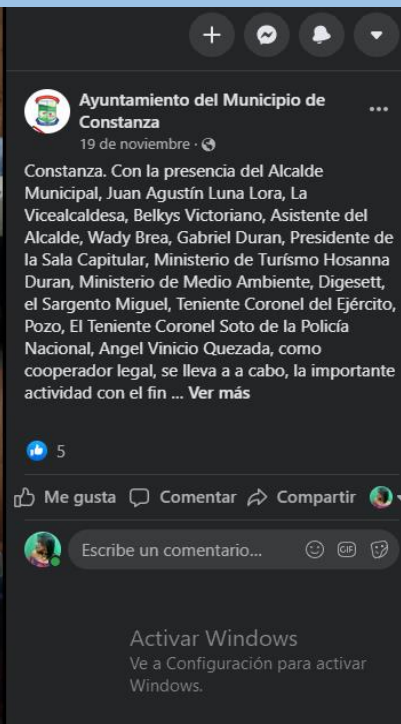 Ayuntamiento del Municipio de
Constanza
19 de noviembre ·
Constanza. Con la presencia del Alcalde
Municipal, Juan Agustín Luna Lora, La
Vicealcaldesa, Belkys Victoriano, Asistente del
Alcalde, Wady Brea, Gabriel Duran, Presidente de
la Sala Capitular, Ministerio de Turísmo Hosanna
Duran, Ministerio de Medio Ambiente, Digesett,
el Sargento Miguel, Teniente Coronel del Ejército,
Pozo, El Teniente Coronel Soto de la Policía
Nacional, Angel Vinicio Quezada, como
cooperador legal, se lleva a a cabo, la importante
actividad con el fin ... Ver más
5
Me gusta Comentar Compartir
Escribe un comentario... GIF
Activar Windows
Ve a Configuración para activar
Windows.